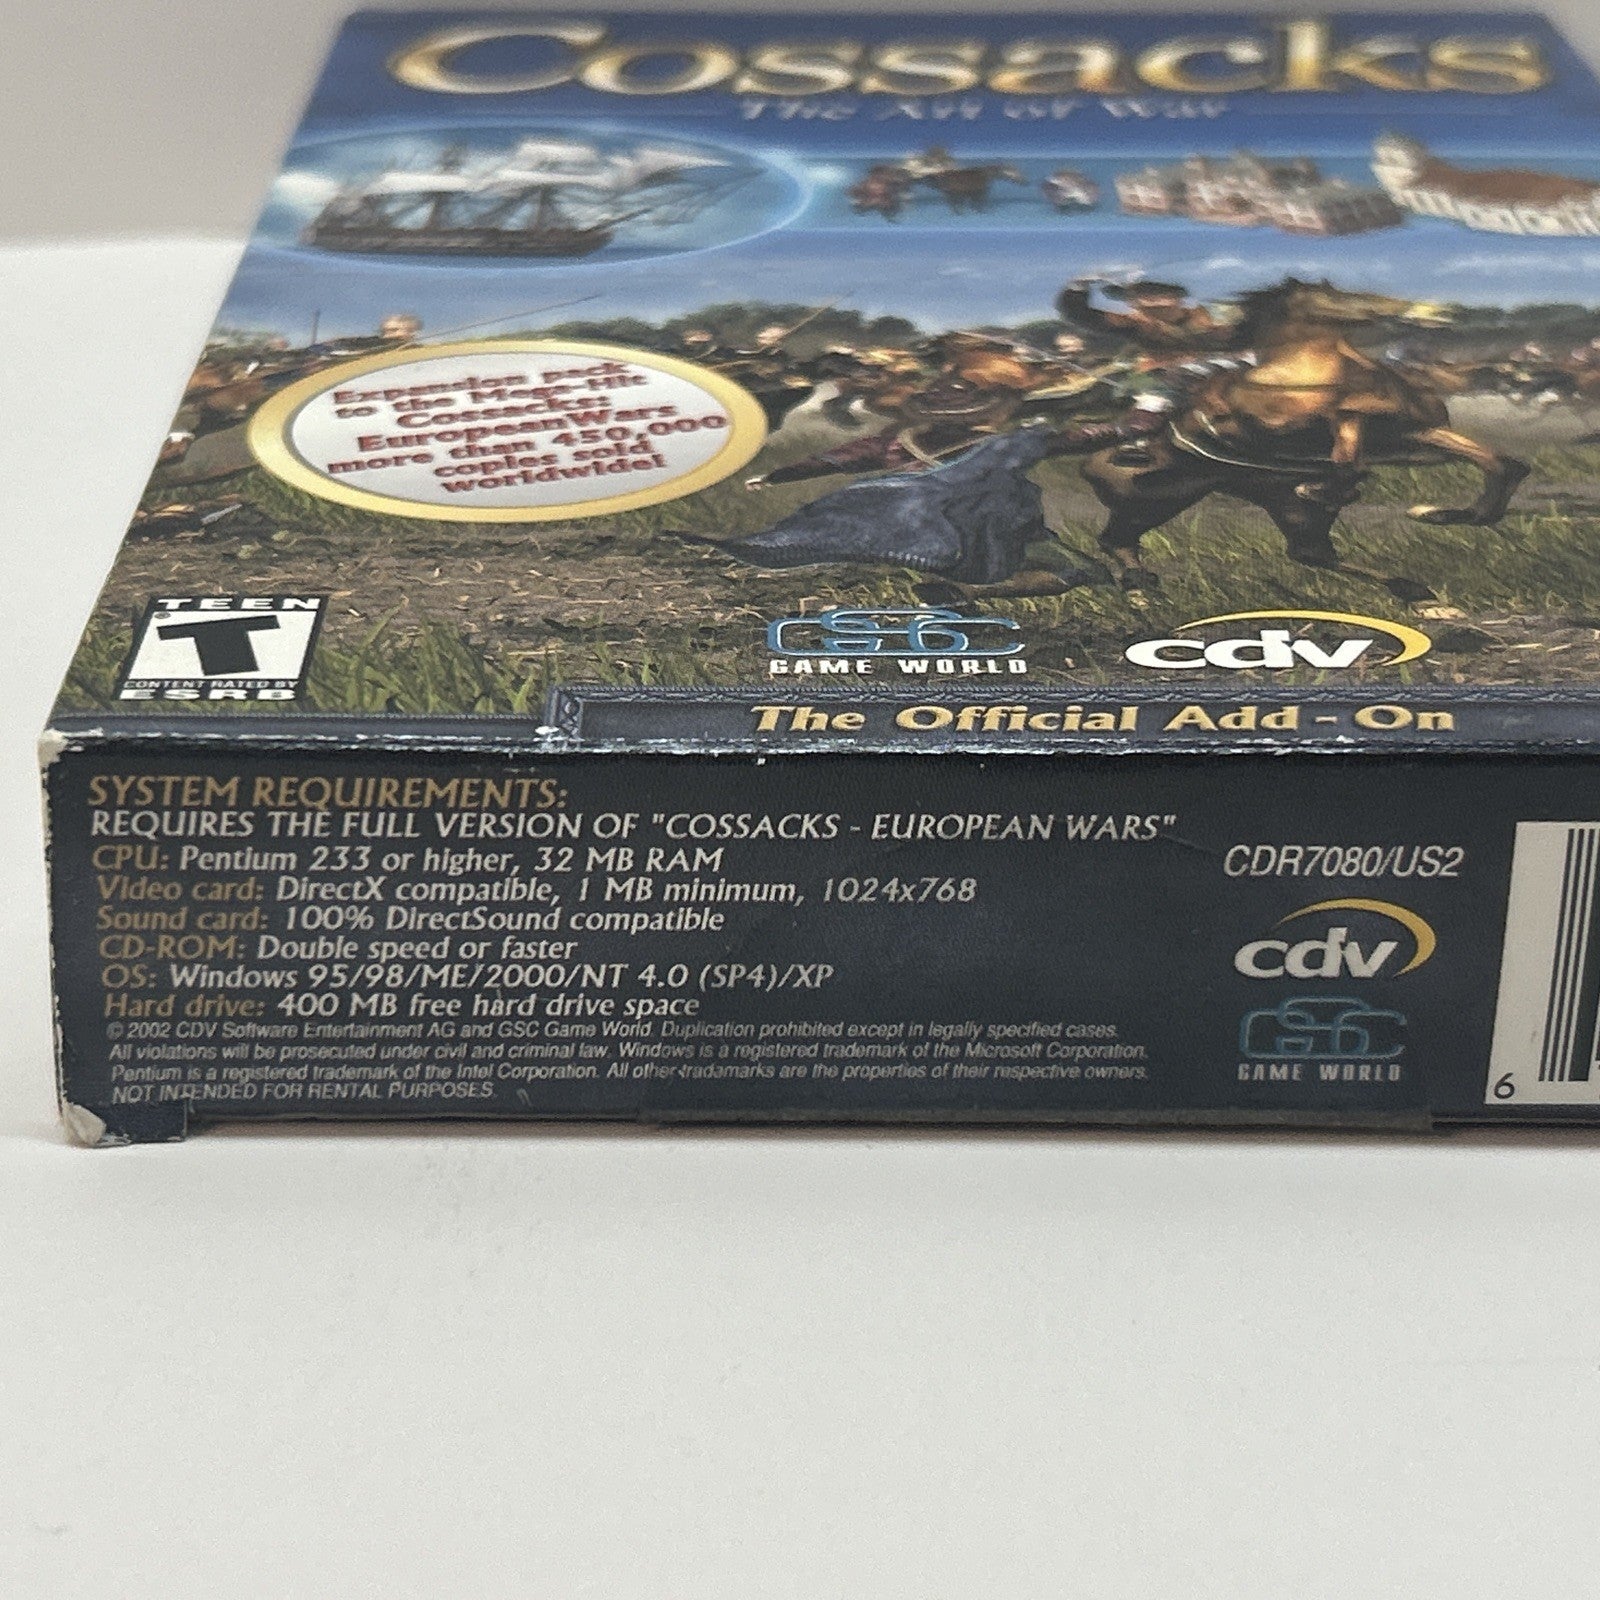 Cossacks
The Art of War
Expansion pack
to the Mega-Hit
Cossacks:
EuropeanWars
more than 450,000
copies sold
worldwide!
TEEN
T
CONTENT RATED BY
ESRB
GSC
GAME WORLD
cdv
The Official Add-On
SYSTEM REQUIREMENTS:
REQUIRES THE FULL VERSION OF "COSSACKS - EUROPEAN WARS"
CPU: Pentium 233 or higher, 32 MB RAM
Video card: DirectX compatible, 1 MB minimum, 1024x768
Sound card: 100% DirectSound compatible
CD-ROM: Double speed or faster
OS: Windows 95/98/ME/2000/NT 4.0 (SP4)/XP
Hard drive: 400 MB free hard drive space
© 2002 CDV Software Entertainment AG and GSC Game World. Duplication prohibited except in legally specified cases.
All violations will be prosecuted under civil and criminal law. Windows is a registered trademark of the Microsoft Corporation.
Pentium is a registered trademark of the Intel Corporation. All other tradamarks are the properties of their respective owners.
NOT INTENDED FOR RENTAL PURPOSES.
CDR7080/US2
cdv
GSC
GAME WORLD
6